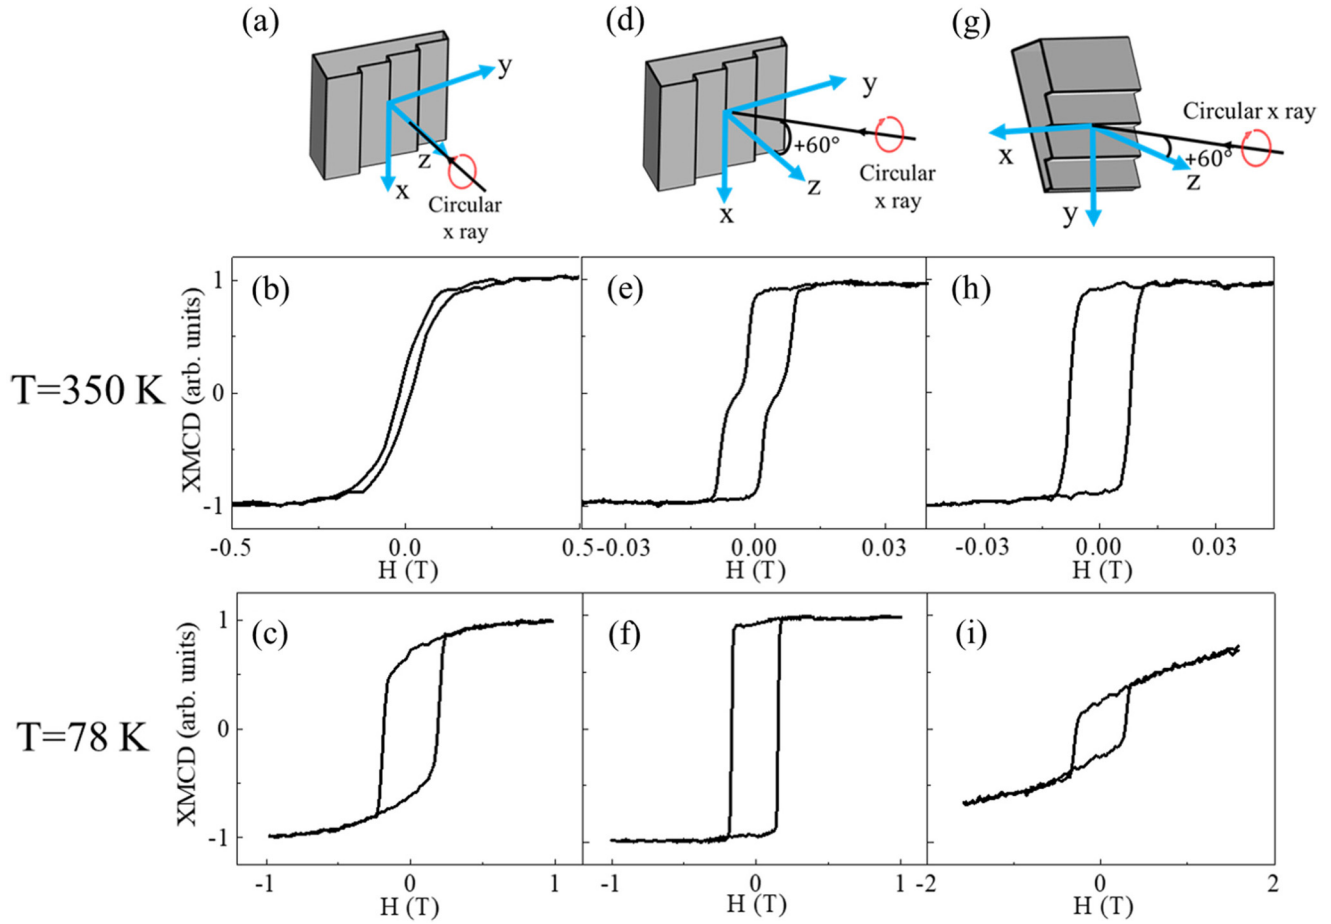 (a)
(d)
(g)
y
z
x
Circular
x ray
y
+60°
z
x
Circular
x ray
Circular x ray
x
+60°
z
y
T=350 K
XMCD (arb. units)
1
0
-1
(b)
-0.5
0.0
0.5
H (T)
(e)
-0.03
0.00
0.03
H (T)
(h)
-0.03
0.00
0.03
H (T)
T=78 K
XMCD (arb. units)
1
0
-1
(c)
-1
0
1
H (T)
(f)
-1
0
1
H (T)
(i)
-2
0
2
H (T)